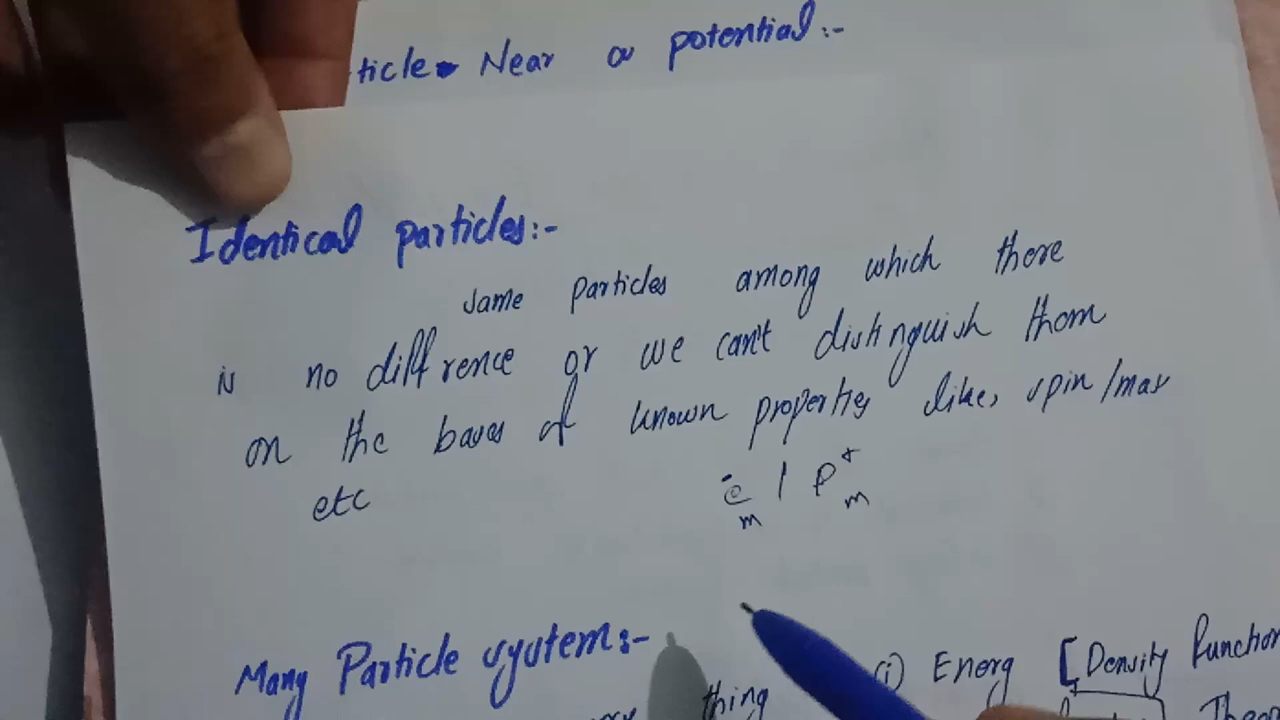 ticle Near a potential:-
Identical particles:-
same particles among which there
is no diffrence or we can't distinguish them
on the bases of known properties like, spin/mas
etc
e- / P+
m m
Many Particle system:-
thing (i) Energ [Density Function